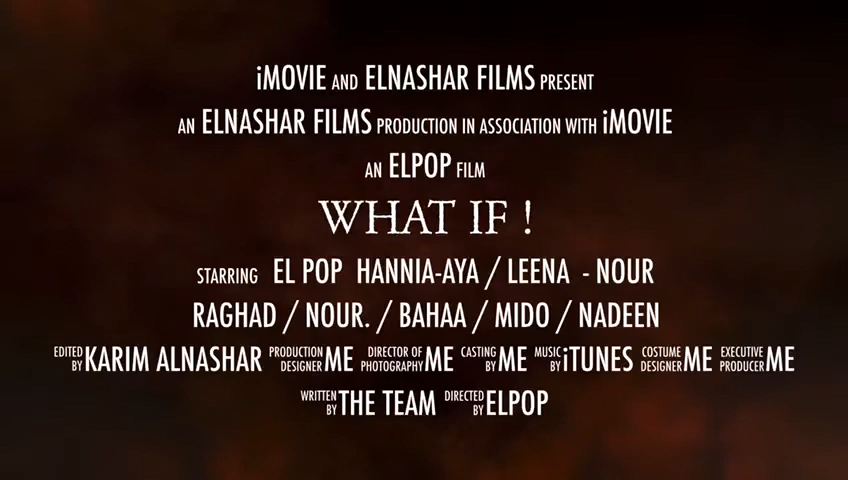 iMOVIE AND ELNASHAR FILMS PRESENT
AN ELNASHAR FILMS PRODUCTION IN ASSOCIATION WITH iMOVIE
AN ELPOP FILM
WHAT IF !
STARRING EL POP HANNIA-AYA / LEENA - NOUR
RAGHAD / NOUR. / BAHAA / MIDO / NADEEN
EDITED BY KARIM ALNASHAR PRODUCTION DESIGNER ME DIRECTOR OF PHOTOGRAPHY ME CASTING BY ME MUSIC BY iTUNES COSTUME DESIGNER ME EXECUTIVE PRODUCER ME
WRITTEN BY THE TEAM DIRECTED BY ELPOP